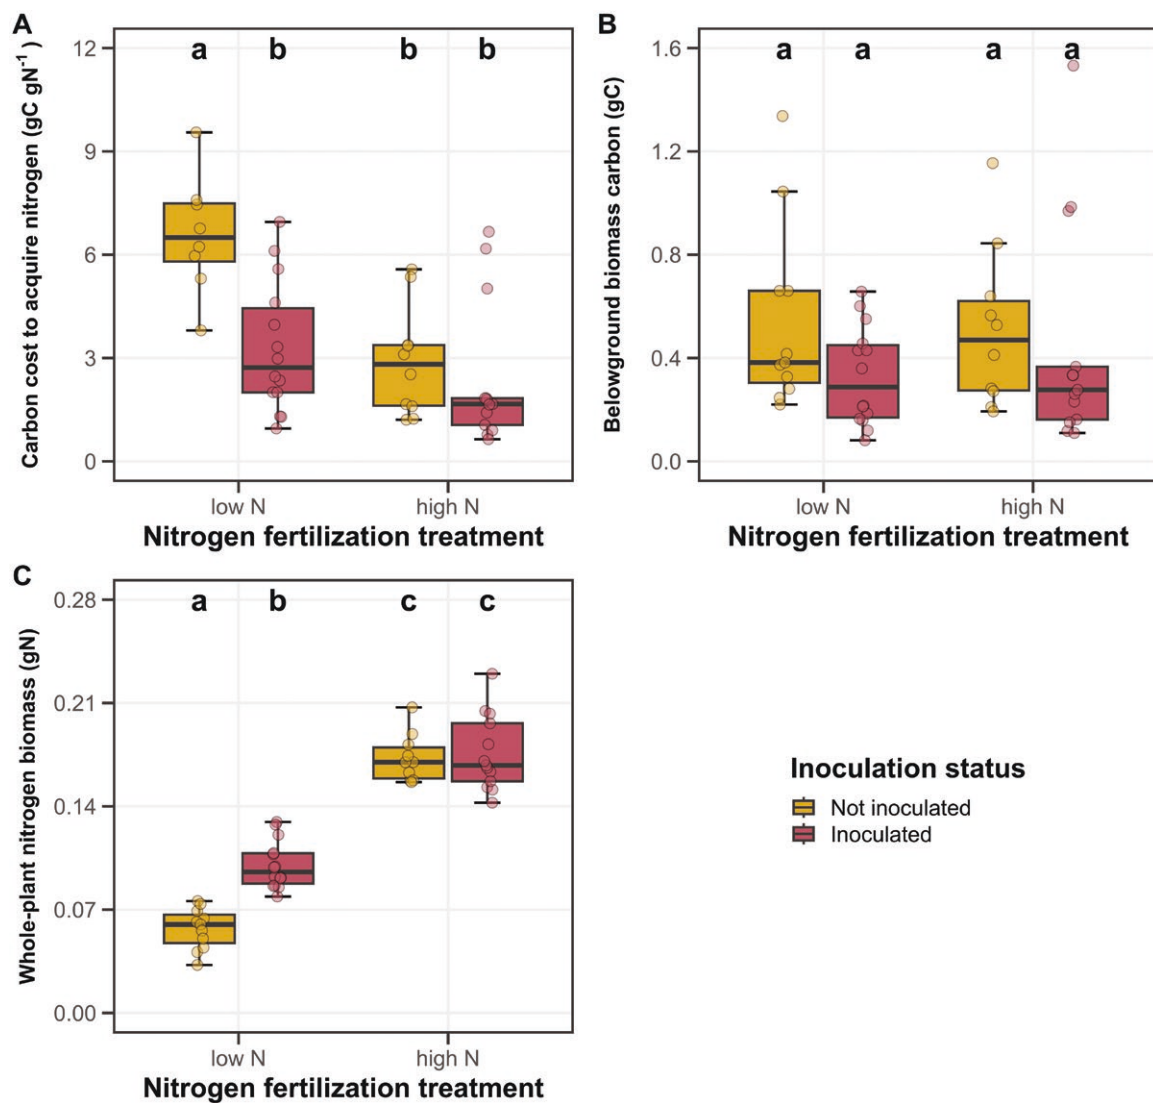 A
Carbon cost to acquire nitrogen (gC gN⁻¹ )
12
9
6
3
0
a b b b
low N high N
Nitrogen fertilization treatment
B
Belowground biomass carbon (gC)
1.6
1.2
0.8
0.4
0.0
a a a a
low N high N
Nitrogen fertilization treatment
C
Whole-plant nitrogen biomass (gN)
0.28
0.21
0.14
0.07
0.00
a b c c
low N high N
Nitrogen fertilization treatment
Inoculation status
Not inoculated
Inoculated